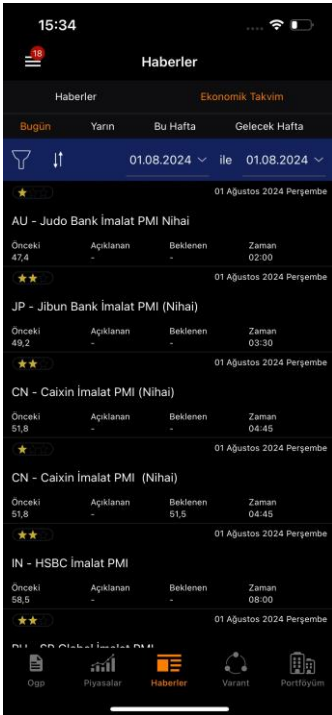 15:34
18
Haberler
Haberler Ekonomik Takvim
Bugün Yarın Bu Hafta Gelecek Hafta
01.08.2024 ile 01.08.2024
01 Ağustos 2024 Perşembe
AU - Judo Bank İmalat PMI Nihai
Önceki Açıklanan Beklenen Zaman
47,4 - - 02:00
01 Ağustos 2024 Perşembe
JP - Jibun Bank İmalat PMI (Nihai)
Önceki Açıklanan Beklenen Zaman
49,2 - - 03:30
01 Ağustos 2024 Perşembe
CN - Caixin İmalat PMI (Nihai)
Önceki Açıklanan Beklenen Zaman
51,8 - - 04:45
01 Ağustos 2024 Perşembe
CN - Caixin İmalat PMI (Nihai)
Önceki Açıklanan Beklenen Zaman
51,8 - 51,5 04:45
01 Ağustos 2024 Perşembe
IN - HSBC İmalat PMI
Önceki Açıklanan Beklenen Zaman
58,5 - - 08:00
01 Ağustos 2024 Perşembe
Ogp Piyasalar Haberler Varant Portföyüm